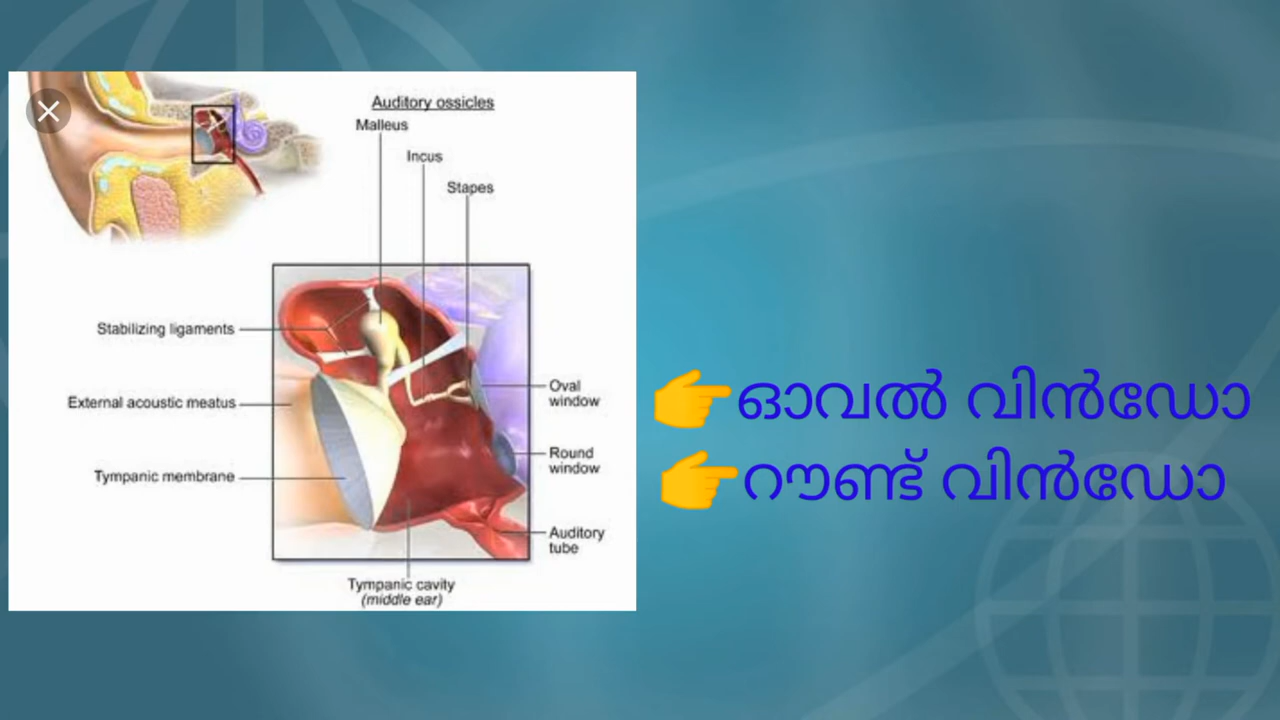 Auditory ossicles
Malleus
Incus
Stapes
Stabilizing ligaments
External acoustic meatus
Tympanic membrane
Oval
window
Round
window
Auditory
tube
Tympanic cavity
(middle ear)
👉ഓവൽ വിൻഡോ
👉റൗണ്ട് വിൻഡോ